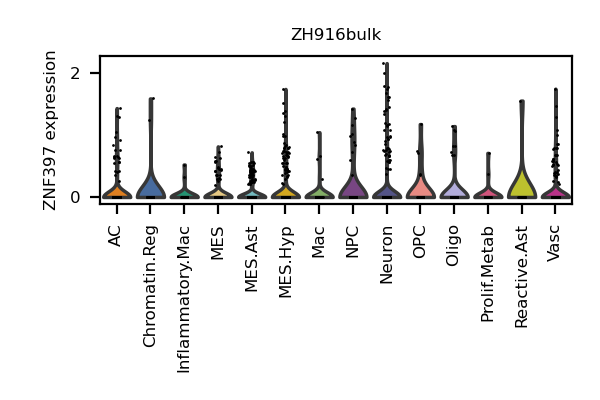 ZH916bulk
ZNF397 expression
2
0
AC
Chromatin.Reg
Inflammatory.Mac
MES
MES.Ast
MES.Hyp
Mac
NPC
Neuron
OPC
Oligo
Prolif.Metab
Reactive.Ast
Vasc